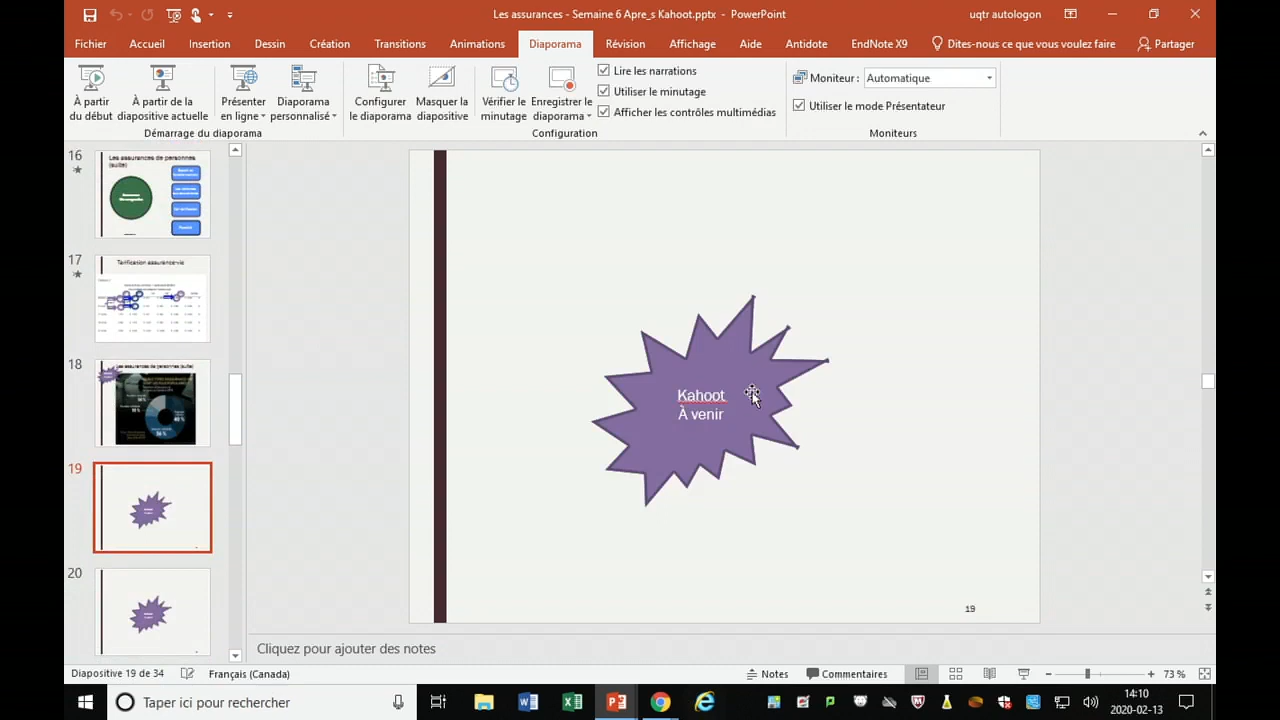 Les assurances - Semaine 6 Apre_s Kahoot.pptx - PowerPoint
uqtr autologon
Fichier Accueil Insertion Dessin Création Transitions Animations Diaporama Révision Affichage Aide Antidote EndNote X9 Dites-nous ce que vous voulez faire Partager
À partir du début
À partir de la diapositive actuelle
Présenter en ligne
Diaporama personnalisé
Démarrage du diaporama
Configurer le diaporama
Masquer la diapositive
Vérifier le minutage
Enregistrer le diaporama
Lire les narrations
Utiliser le minutage
Afficher les contrôles multimédias
Configuration
Moniteur : Automatique
Utiliser le mode Présentateur
Moniteurs
16
Les assurances de personnes
(suite)
17
Tarification assurance-vie
18
Les assurances de personnes (suite)
19
20
Kahoot
À venir
19
Cliquez pour ajouter des notes
Diapositive 19 de 34 Français (Canada) Notes Commentaires 73 %
Taper ici pour rechercher
14:10
2020-02-13